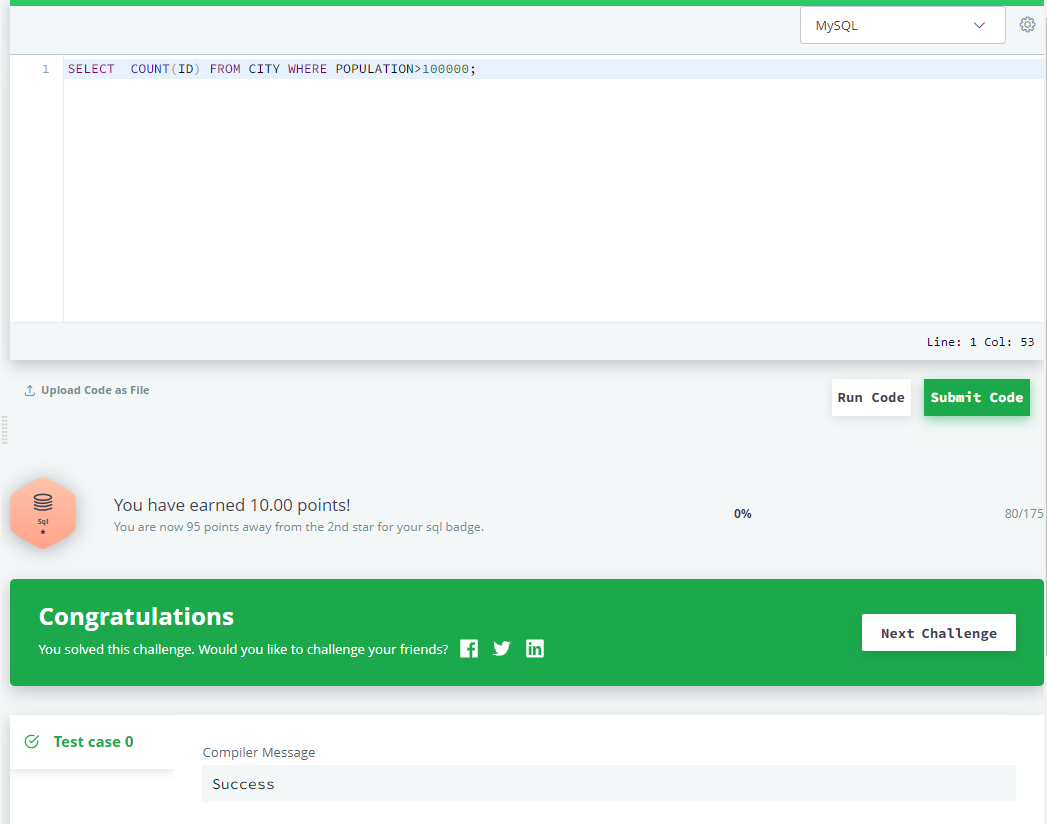 MySQL
1 SELECT  COUNT(ID) FROM CITY WHERE POPULATION>100000;
Line: 1 Col: 53
Upload Code as File
Run Code
Submit Code
Sql
You have earned 10.00 points!
You are now 95 points away from the 2nd star for your sql badge.
0%
80/175
Congratulations
You solved this challenge. Would you like to challenge your friends?
Next Challenge
Test case 0
Compiler Message
Success